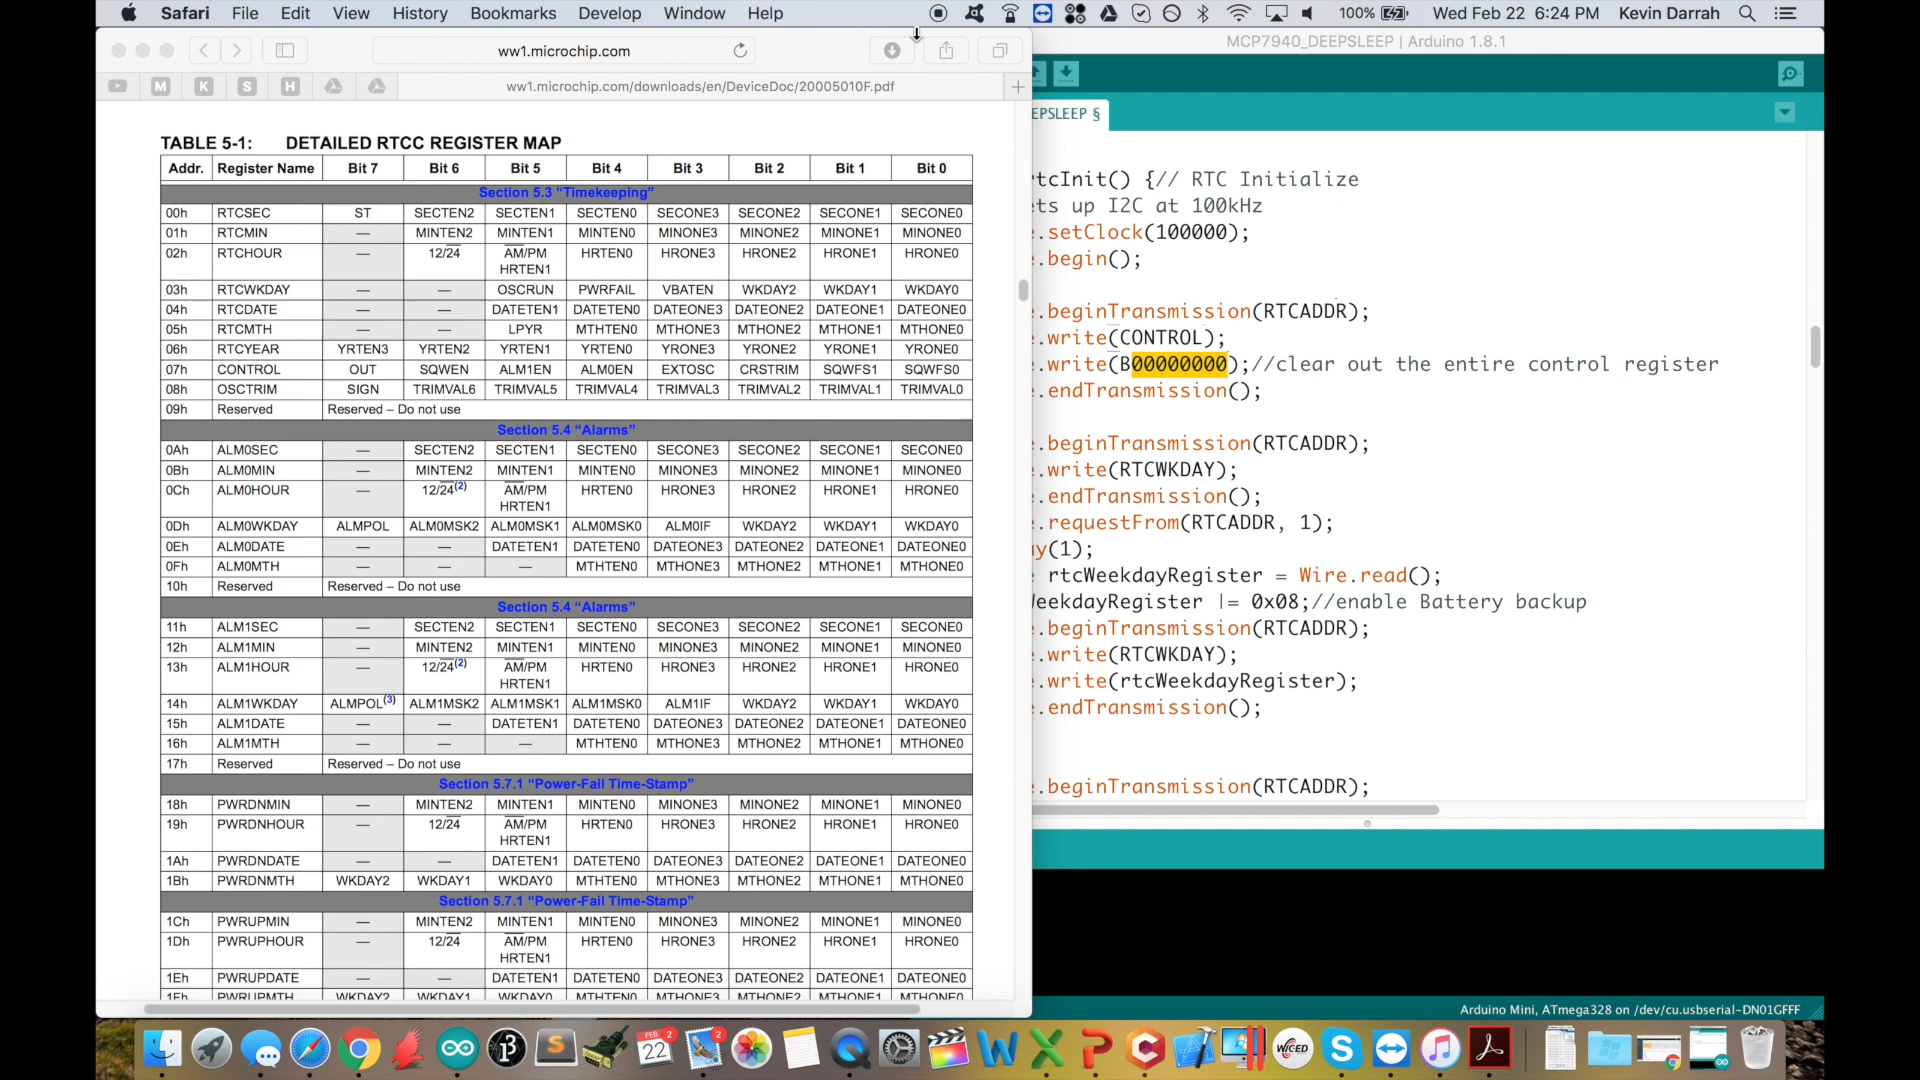 Safari File Edit View History Bookmarks Develop Window Help 100% Wed Feb 22 6:24 PM Kevin Darrah
ww1.microchip.com
MCP7940_DEEPSLEEP | Arduino 1.8.1
M K S H ww1.microchip.com/downloads/en/DeviceDoc/20005010F.pdf
EPSLEEP §
TABLE 5-1: DETAILED RTCC REGISTER MAP
Addr. Register Name Bit 7 Bit 6 Bit 5 Bit 4 Bit 3 Bit 2 Bit 1 Bit 0
Section 5.3 “Timekeeping”
00h RTCSEC ST SECTEN2 SECTEN1 SECTEN0 SECONE3 SECONE2 SECONE1 SECONE0
01h RTCMIN — MINTEN2 MINTEN1 MINTEN0 MINONE3 MINONE2 MINONE1 MINONE0
02h RTCHOUR — 12/24 AM/PM HRTEN0 HRONE3 HRONE2 HRONE1 HRONE0
HRTEN1
03h RTCWKDAY — — OSCRUN PWRFAIL VBATEN WKDAY2 WKDAY1 WKDAY0
04h RTCDATE — — DATETEN1 DATETEN0 DATEONE3 DATEONE2 DATEONE1 DATEONE0
05h RTCMTH — — LPYR MTHTEN0 MTHONE3 MTHONE2 MTHONE1 MTHONE0
06h RTCYEAR YRTEN3 YRTEN2 YRTEN1 YRTEN0 YRONE3 YRONE2 YRONE1 YRONE0
07h CONTROL OUT SQWEN ALM1EN ALM0EN EXTOSC CRSTRIM SQWFS1 SQWFS0
08h OSCTRIM SIGN TRIMVAL6 TRIMVAL5 TRIMVAL4 TRIMVAL3 TRIMVAL2 TRIMVAL1 TRIMVAL0
09h Reserved Reserved – Do not use
Section 5.4 “Alarms”
0Ah ALM0SEC — SECTEN2 SECTEN1 SECTEN0 SECONE3 SECONE2 SECONE1 SECONE0
0Bh ALM0MIN — MINTEN2 MINTEN1 MINTEN0 MINONE3 MINONE2 MINONE1 MINONE0
0Ch ALM0HOUR — 12/24(2) AM/PM HRTEN0 HRONE3 HRONE2 HRONE1 HRONE0
HRTEN1
0Dh ALM0WKDAY ALMPOL ALM0MSK2 ALM0MSK1 ALM0MSK0 ALM0IF WKDAY2 WKDAY1 WKDAY0
0Eh ALM0DATE — — DATETEN1 DATETEN0 DATEONE3 DATEONE2 DATEONE1 DATEONE0
0Fh ALM0MTH — — — MTHTEN0 MTHONE3 MTHONE2 MTHONE1 MTHONE0
10h Reserved Reserved – Do not use
Section 5.4 “Alarms”
11h ALM1SEC — SECTEN2 SECTEN1 SECTEN0 SECONE3 SECONE2 SECONE1 SECONE0
12h ALM1MIN — MINTEN2 MINTEN1 MINTEN0 MINONE3 MINONE2 MINONE1 MINONE0
13h ALM1HOUR — 12/24(2) AM/PM HRTEN0 HRONE3 HRONE2 HRONE1 HRONE0
HRTEN1
14h ALM1WKDAY ALMPOL(3) ALM1MSK2 ALM1MSK1 ALM1MSK0 ALM1IF WKDAY2 WKDAY1 WKDAY0
15h ALM1DATE — — DATETEN1 DATETEN0 DATEONE3 DATEONE2 DATEONE1 DATEONE0
16h ALM1MTH — — — MTHTEN0 MTHONE3 MTHONE2 MTHONE1 MTHONE0
17h Reserved Reserved – Do not use
Section 5.7.1 “Power-Fail Time-Stamp”
18h PWRDNMIN — MINTEN2 MINTEN1 MINTEN0 MINONE3 MINONE2 MINONE1 MINONE0
19h PWRDNHOUR — 12/24 AM/PM HRTEN0 HRONE3 HRONE2 HRONE1 HRONE0
HRTEN1
1Ah PWRDNDATE — — DATETEN1 DATETEN0 DATEONE3 DATEONE2 DATEONE1 DATEONE0
1Bh PWRDNMTH WKDAY2 WKDAY1 WKDAY0 MTHTEN0 MTHONE3 MTHONE2 MTHONE1 MTHONE0
Section 5.7.1 “Power-Fail Time-Stamp”
1Ch PWRUPMIN — MINTEN2 MINTEN1 MINTEN0 MINONE3 MINONE2 MINONE1 MINONE0
1Dh PWRUPHOUR — 12/24 AM/PM HRTEN0 HRONE3 HRONE2 HRONE1 HRONE0
HRTEN1
1Eh PWRUPDATE — — DATETEN1 DATETEN0 DATEONE3 DATEONE2 DATEONE1 DATEONE0
1Fh PWRUPMTH WKDAY2 WKDAY1 WKDAY0 MTHTEN0 MTHONE3 MTHONE2 MTHONE1 MTHONE0
tcInit() {// RTC Initialize
ts up I2C at 100kHz
.setClock(100000);
.begin();
.beginTransmission(RTCADDR);
.write(CONTROL);
.write(B00000000);//clear out the entire control register
.endTransmission();
.beginTransmission(RTCADDR);
.write(RTCWKDAY);
.endTransmission();
.requestFrom(RTCADDR, 1);
y(1);
rtcWeekdayRegister = Wire.read();
eekdayRegister |= 0x08;//enable Battery backup
.beginTransmission(RTCADDR);
.write(RTCWKDAY);
.write(rtcWeekdayRegister);
.endTransmission();
.beginTransmission(RTCADDR);
Arduino Mini, ATmega328 on /dev/cu.usbserial-DN01GFFF
FEB 2
22
2
S W X P C WICED S